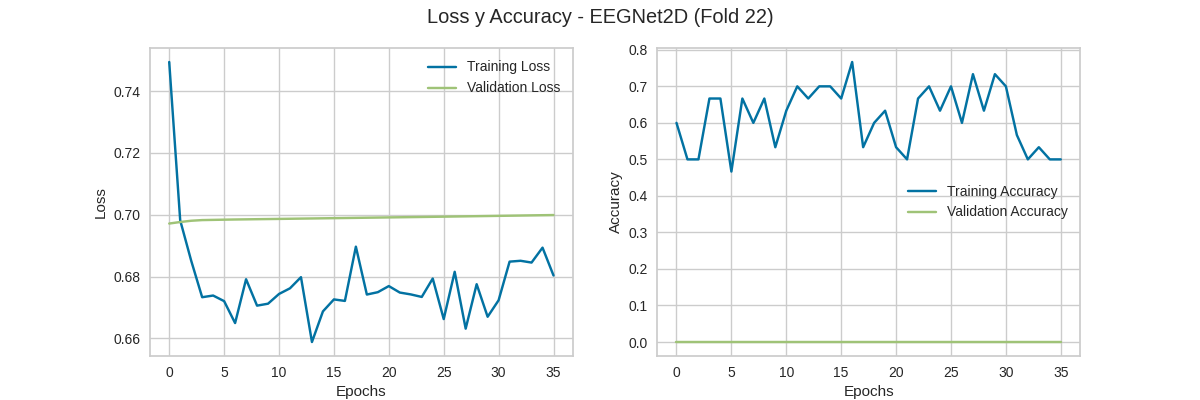 Loss y Accuracy - EEGNet2D (Fold 22)
Loss
0.74
0.72
0.70
0.68
0.66
Training Loss
Validation Loss
0 5 10 15 20 25 30 35
Epochs
Accuracy
0.8
0.7
0.6
0.5
0.4
0.3
0.2
0.1
0.0
Training Accuracy
Validation Accuracy
0 5 10 15 20 25 30 35
Epochs